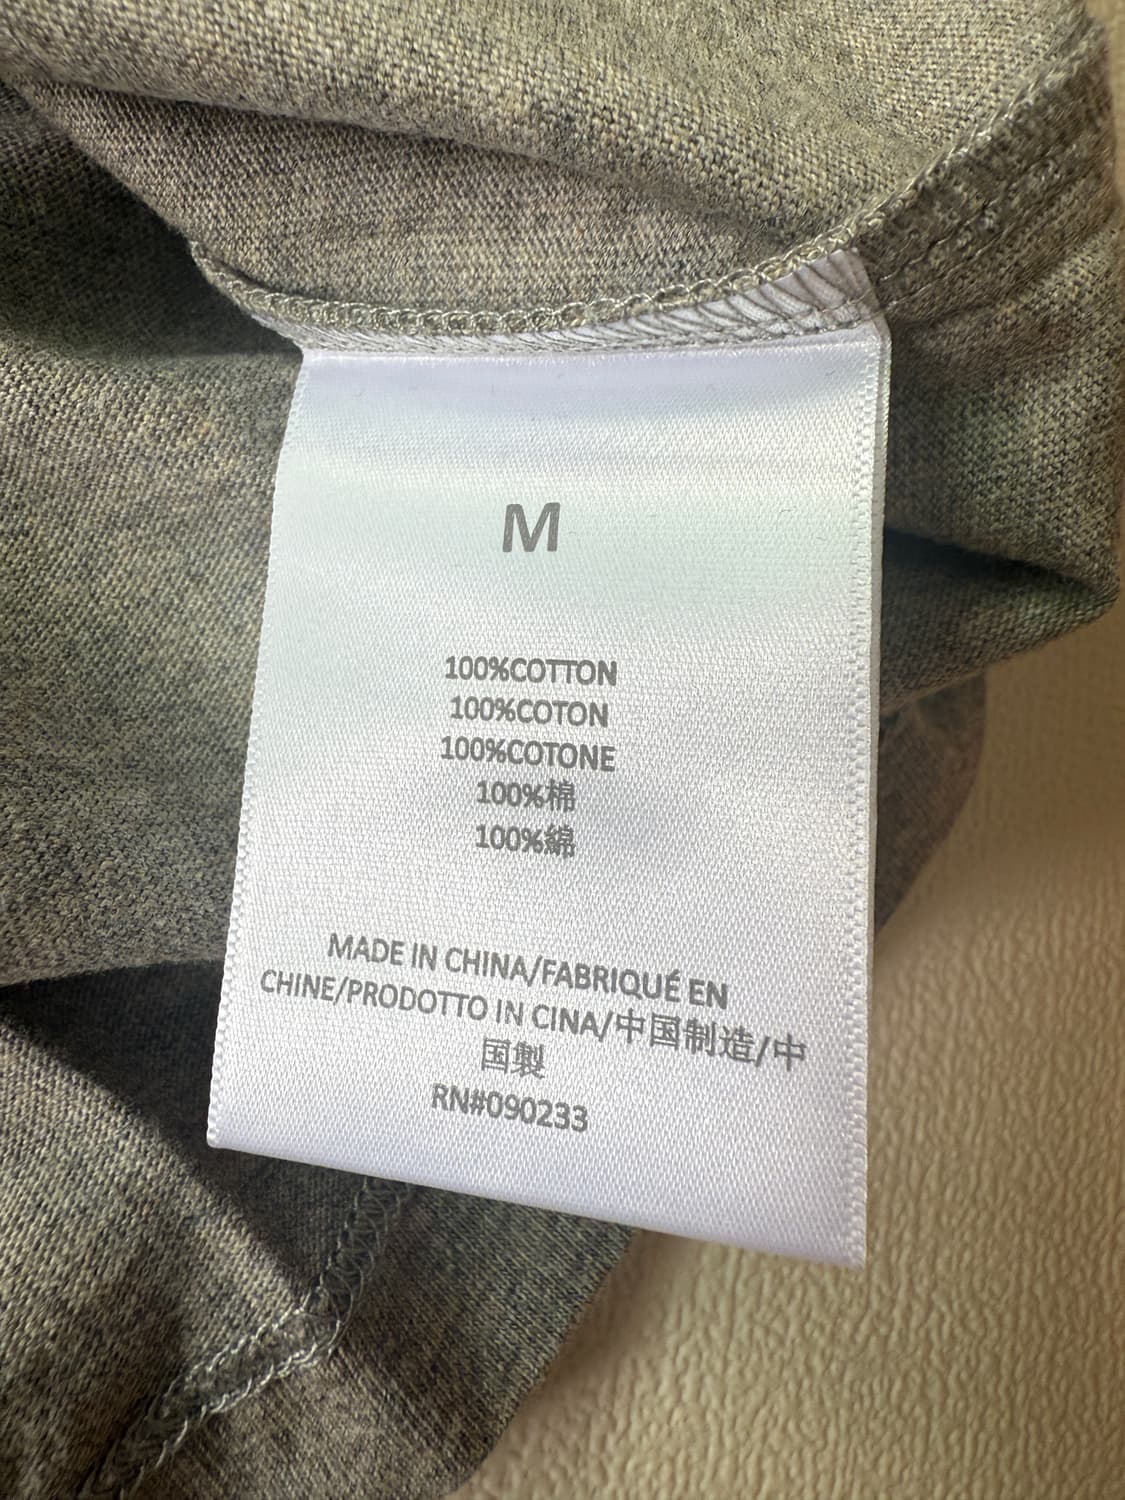 M
100%COTTON
100%COTON
100%COTONE
100%棉
100%綿
MADE IN CHINA/FABRIQUÉ EN
CHINE/PRODOTTO IN CINA/中国制造/中
国製
RN#090233